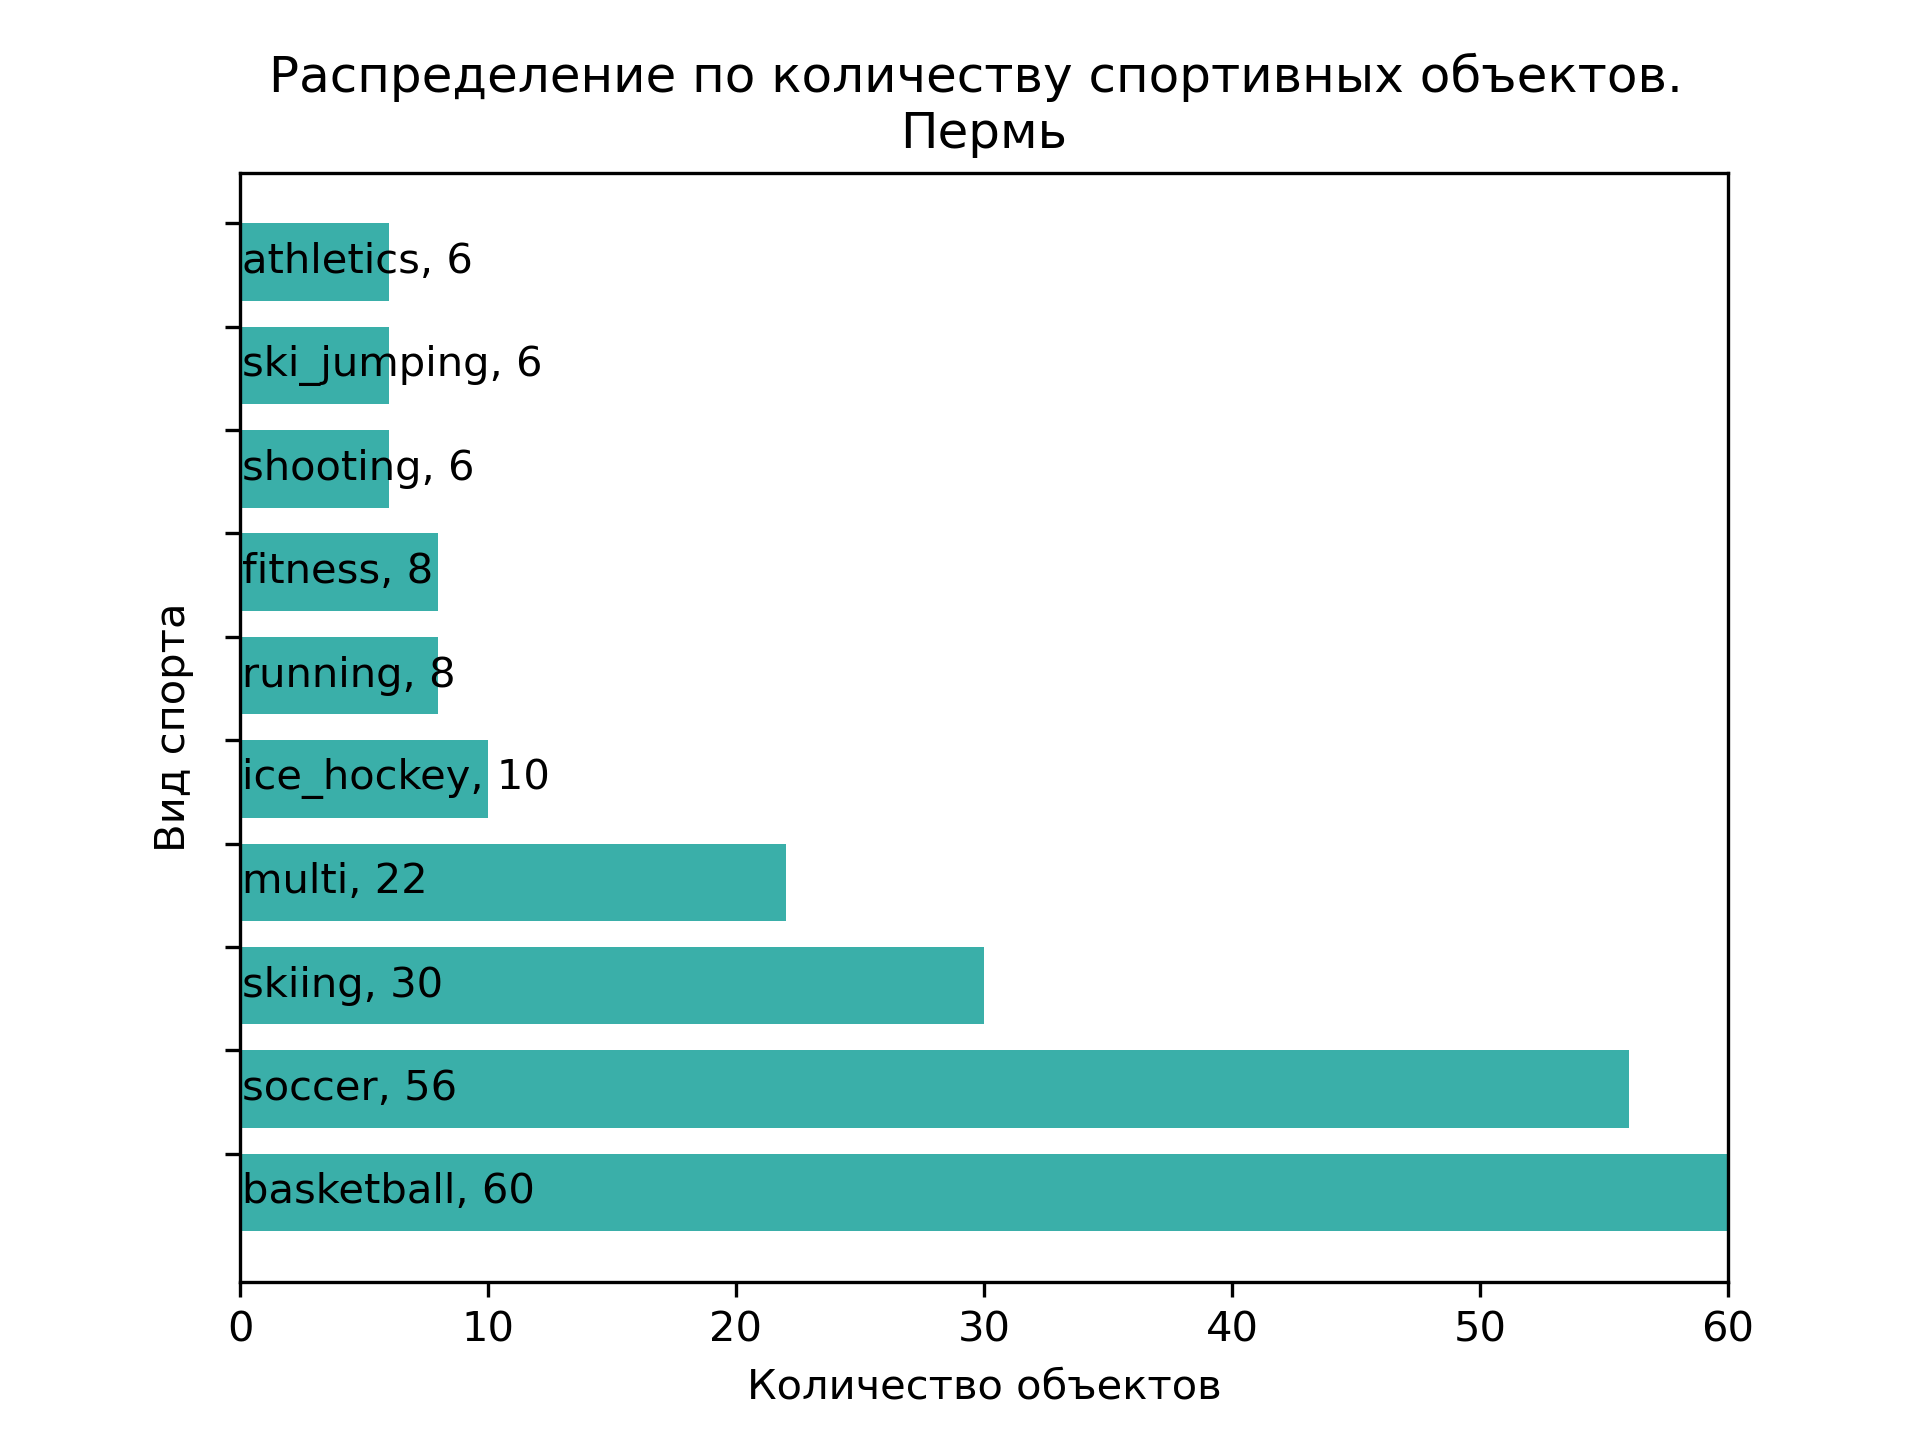 Распределение по количеству спортивных объектов.
Пермь
athletics, 6
ski_jumping, 6
shooting, 6
fitness, 8
running, 8
ice_hockey, 10
multi, 22
skiing, 30
soccer, 56
basketball, 60
Вид спорта
0 10 20 30 40 50 60
Количество объектов